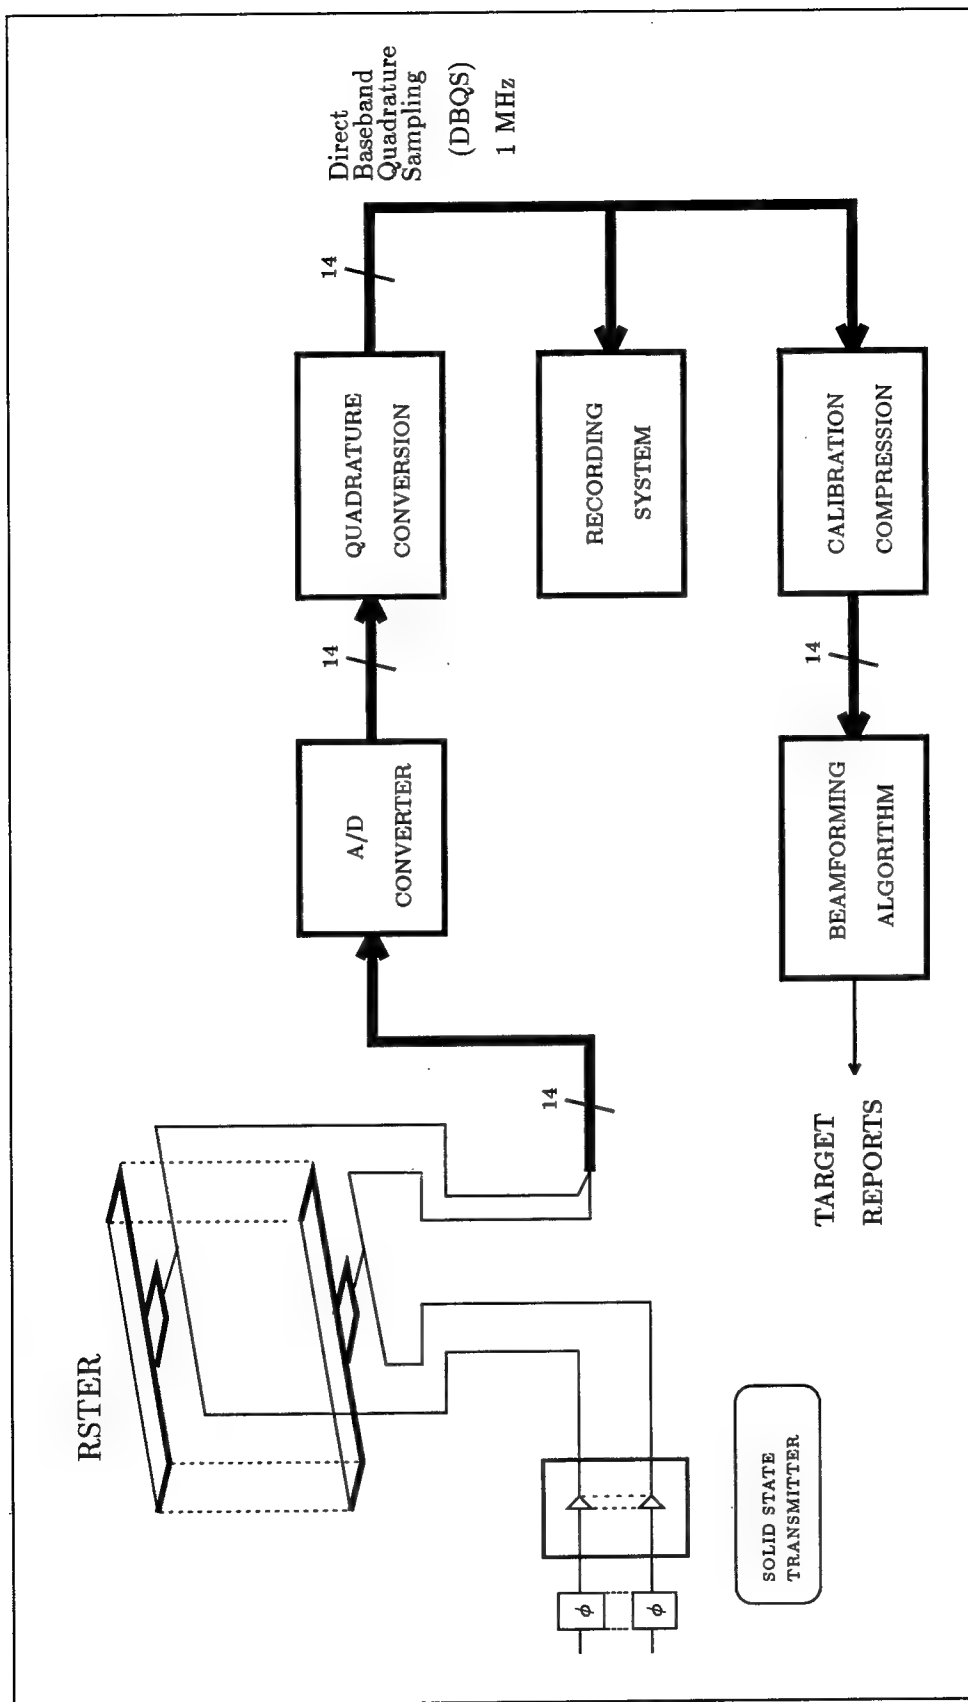 RSTER
14
A/D
CONVERTER
14
QUADRATURE
CONVERSION
14
Direct
Baseband
Quadrature
Sampling
(DBQS)
1 MHz
RECORDING
SYSTEM
ϕ
ϕ
SOLID STATE
TRANSMITTER
TARGET
REPORTS
BEAMFORMING
ALGORITHM
14
CALIBRATION
COMPRESSION